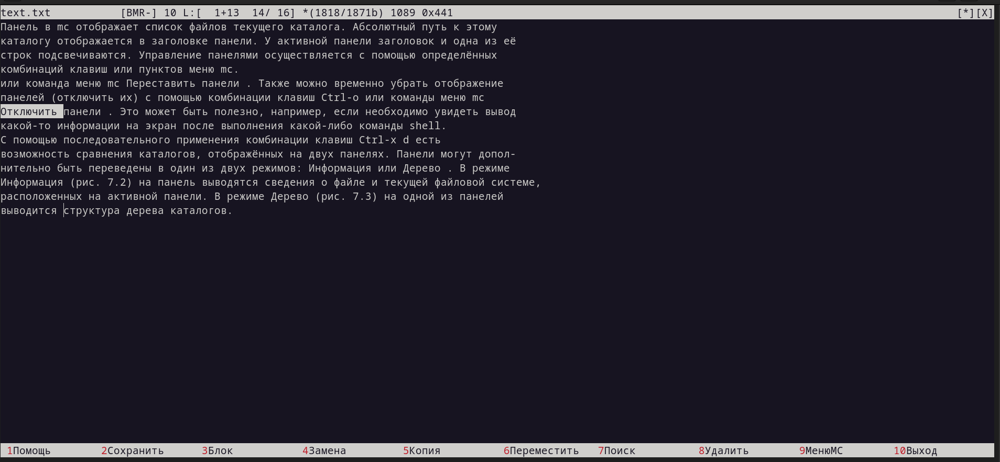 text.txt [BMR-] 10 L:[ 1+13 14/ 16] *(1818/1871b) 1089 0x441 [*][X]
Панель в mc отображает список файлов текущего каталога. Абсолютный путь к этому
каталогу отображается в заголовке панели. У активной панели заголовок и одна из её
строк подсвечиваются. Управление панелями осуществляется с помощью определённых
комбинаций клавиш или пунктов меню mc.
или команда меню mc Переставить панели . Также можно временно убрать отображение
панелей (отключить их) с помощью комбинации клавиш Ctrl-o или команды меню mc
Отключить панели . Это может быть полезно, например, если необходимо увидеть вывод
какой-то информации на экран после выполнения какой-либо команды shell.
С помощью последовательного применения комбинации клавиш Ctrl-x d есть
возможность сравнения каталогов, отображённых на двух панелях. Панели могут допол-
нительно быть переведены в один из двух режимов: Информация или Дерево . В режиме
Информация (рис. 7.2) на панель выводятся сведения о файле и текущей файловой системе,
расположенных на активной панели. В режиме Дерево (рис. 7.3) на одной из панелей
выводится структура дерева каталогов.
1Помощь 2Сохранить 3Блок 4Замена 5Копия 6Переместить 7Поиск 8Удалить 9МенюМС 10Выход